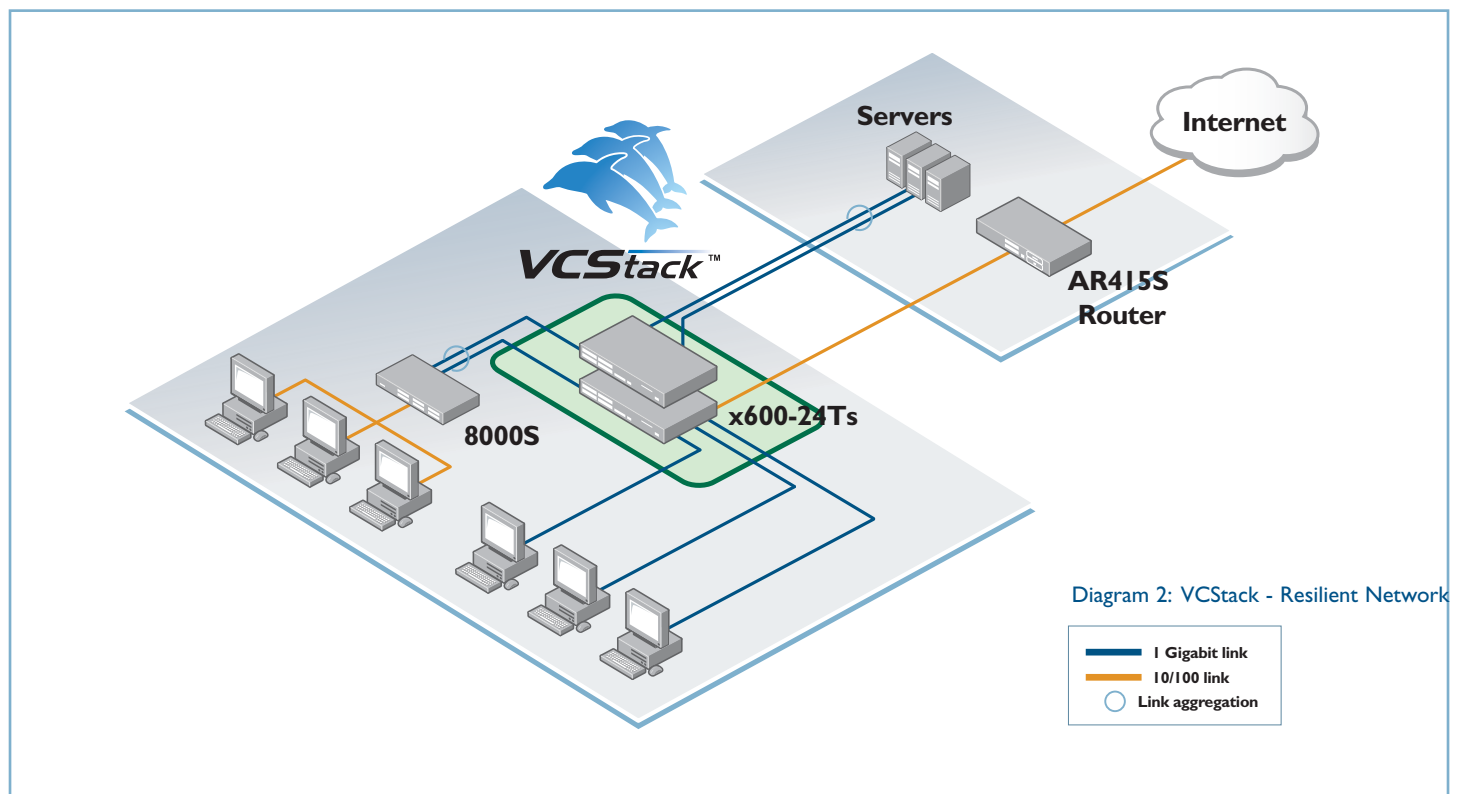 Servers
Internet
VCStack™
AR415S
Router
x600-24Ts
8000S
Diagram 2: VCStack - Resilient Network
1 Gigabit link
10/100 link
Link aggregation